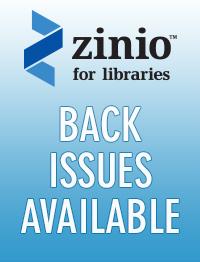 zinio™
for libraries
BACK
ISSUES
AVAILABLE